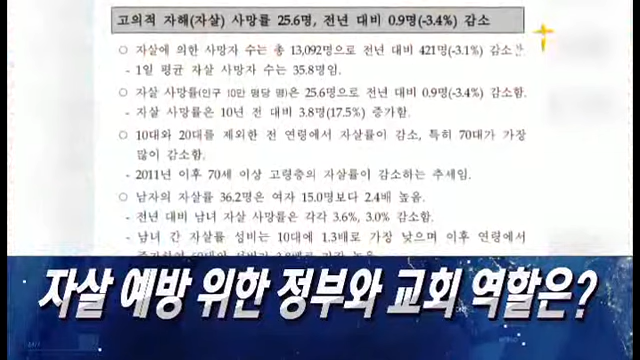 고의적 자해(자살) 사망률 25.6명, 전년 대비 0.9명(-3.4%) 감소
○ 자살에 의한 사망자 수는 총 13,092명으로 전년 대비 421명(-3.1%) 감소
- 1일 평균 자살 사망자 수는 35.8명임.
○ 자살 사망률(인구 10만 명당 명)은 25.6명으로 전년 대비 0.9명(-3.4%) 감소함.
- 자살 사망률은 10년 전 대비 3.8명(17.5%) 증가함.
○ 10대와 20대를 제외한 전 연령에서 자살률이 감소, 특히 70대가 가장
많이 감소함.
- 2011년 이후 70세 이상 고령층의 자살률이 감소하는 추세임.
○ 남자의 자살률 36.2명은 여자 15.0명보다 2.4배 높음.
- 전년 대비 남녀 자살 사망률은 각각 3.6%, 3.0% 감소함.
- 남녀 간 자살률 성비는 10대에 1.3배로 가장 낮으며 이후 연령에서
자살 예방 위한 정부와 교회 역할은?